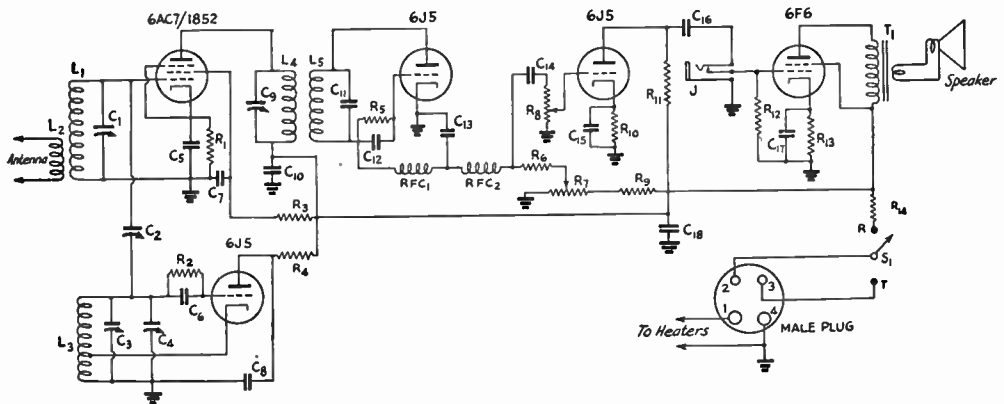 6AC7/1852
6J5
6J5
6F6
T1
C16
L1
L4
L5
C14
Speaker
C9
C11
R5
R8
R11
J
L2
C1
R1
R12
R13
C5
C12
C13
C15
R10
C17
Antenna
C10
RFC1
RFC2
R6
C7
R7
R9
R3
R14
C2
C18
R
6J5
R4
S1
R2
2
3
T
C6
1
4
L3
C3
C4
To Heaters
MALE PLUG
C8